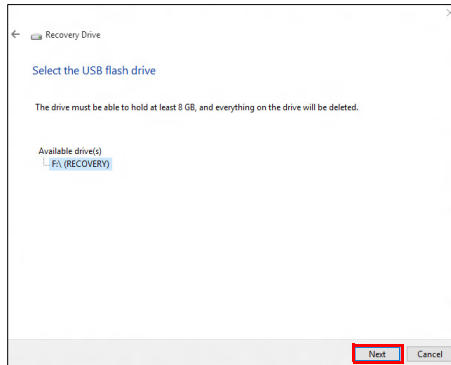 Recovery Drive
Select the USB flash drive
The drive must be able to hold at least 8 GB, and everything on the drive will be deleted.
Available drive(s)
F:\ (RECOVERY)
Next Cancel